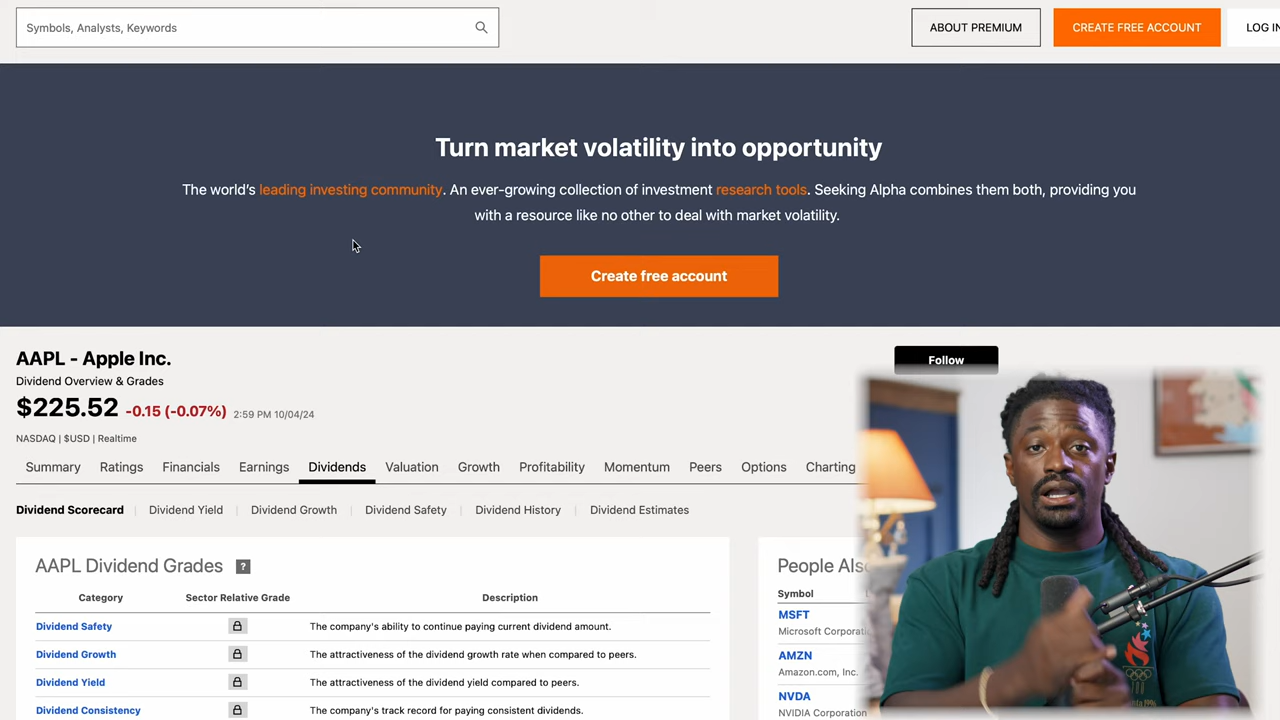 Symbols, Analysts, Keywords
ABOUT PREMIUM
CREATE FREE ACCOUNT
Turn market volatility into opportunity
The world's leading investing community. An ever-growing collection of investment research tools. Seeking Alpha combines them both, providing you
with a resource like no other to deal with market volatility.
Create free account
AAPL - Apple Inc.
Follow
Dividend Overview & Grades
$225.52 -0.15 (-0.07%) 2:59 PM 10/04/24
NASDAQ | $USD | Realtime
Summary Ratings Financials Earnings Dividends Valuation Growth Profitability Momentum Peers Options Charting
Dividend Scorecard | Dividend Yield | Dividend Growth | Dividend Safety | Dividend History | Dividend Estimates
AAPL Dividend Grades ?
Category Sector Relative Grade Description
Dividend Safety The company's ability to continue paying current dividend amount.
Dividend Growth The attractiveness of the dividend growth rate when compared to peers.
Dividend Yield The attractiveness of the dividend yield compared to peers.
Dividend Consistency The company's track record for paying consistent dividends.
People
Symbol
MSFT
Microsoft
AMZN
Amazon.com, Inc.
NVDA
NVIDIA Corporation